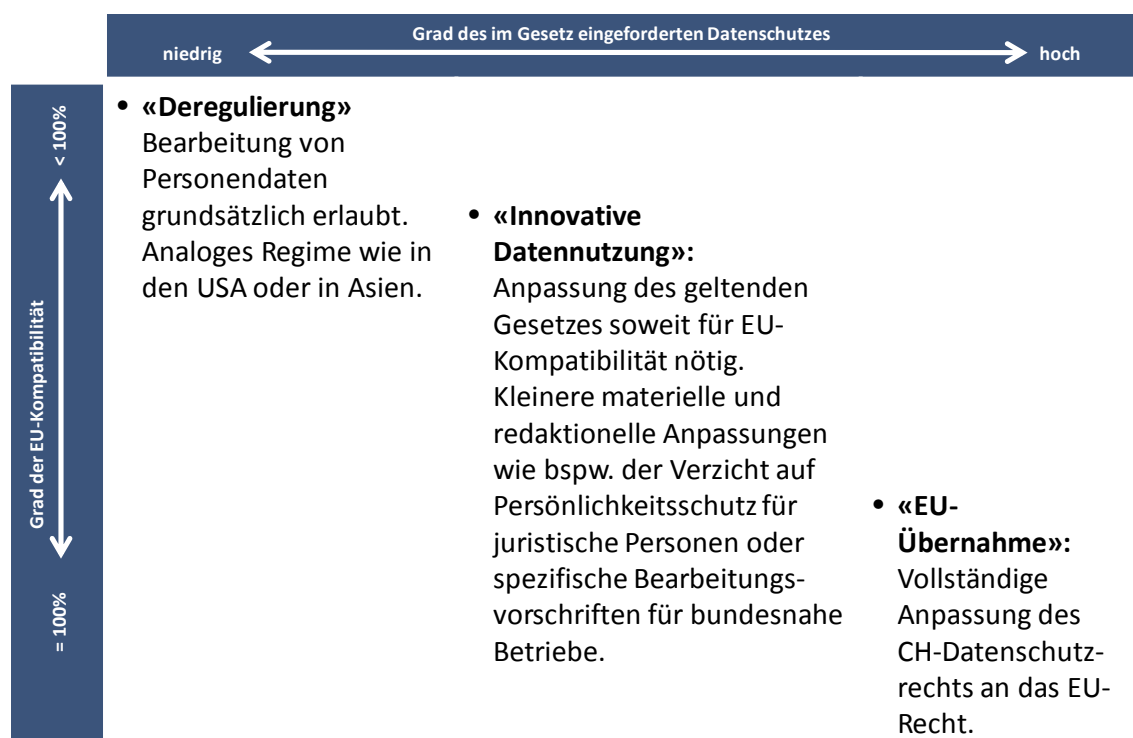 Grad des im Gesetz eingeforderten Datenschutzes
niedrig
hoch
< 100%
Grad der EU-Kompatibilität
= 100%
• «Deregulierung»
Bearbeitung von
Personendaten
grundsätzlich erlaubt.
Analoges Regime wie in
den USA oder in Asien.
• «Innovative
Datennutzung»:
Anpassung des geltenden
Gesetzes soweit für EU-
Kompatibilität nötig.
Kleinere materielle und
redaktionelle Anpassungen
wie bspw. der Verzicht auf
Persönlichkeitsschutz für
juristische Personen oder
spezifische Bearbeitungs-
vorschriften für bundesnahe
Betriebe.
• «EU-
Übernahme»:
Vollständige
Anpassung des
CH-Datenschutz-
rechts an das EU-
Recht.